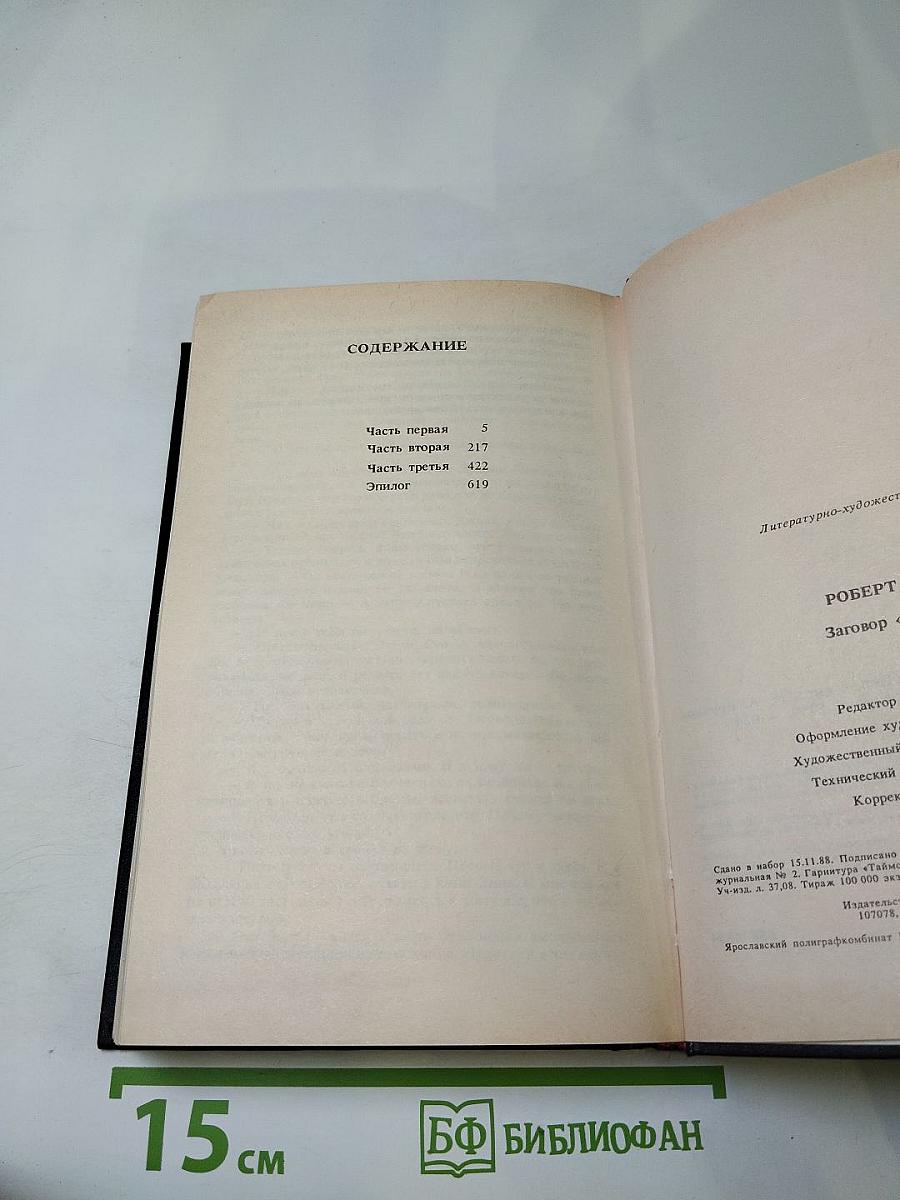 СОДЕРЖАНИЕ
Часть первая 5
Часть вторая 217
Часть третья 422
Эпилог 619
Литературно-художест
РОБЕРТ
Заговор «
Редактор
Оформление худ
Художественный
Технический
Коррек
Сдано в набор 15.11.88. Подписано
журнальная № 2. Гарнитура «Таймс
Уч-изд. л. 37,08. Тираж 100 000 экз
Издательс
107078,
Ярославский полиграфкомбинат
15 см
БФ БИБЛИОФАН